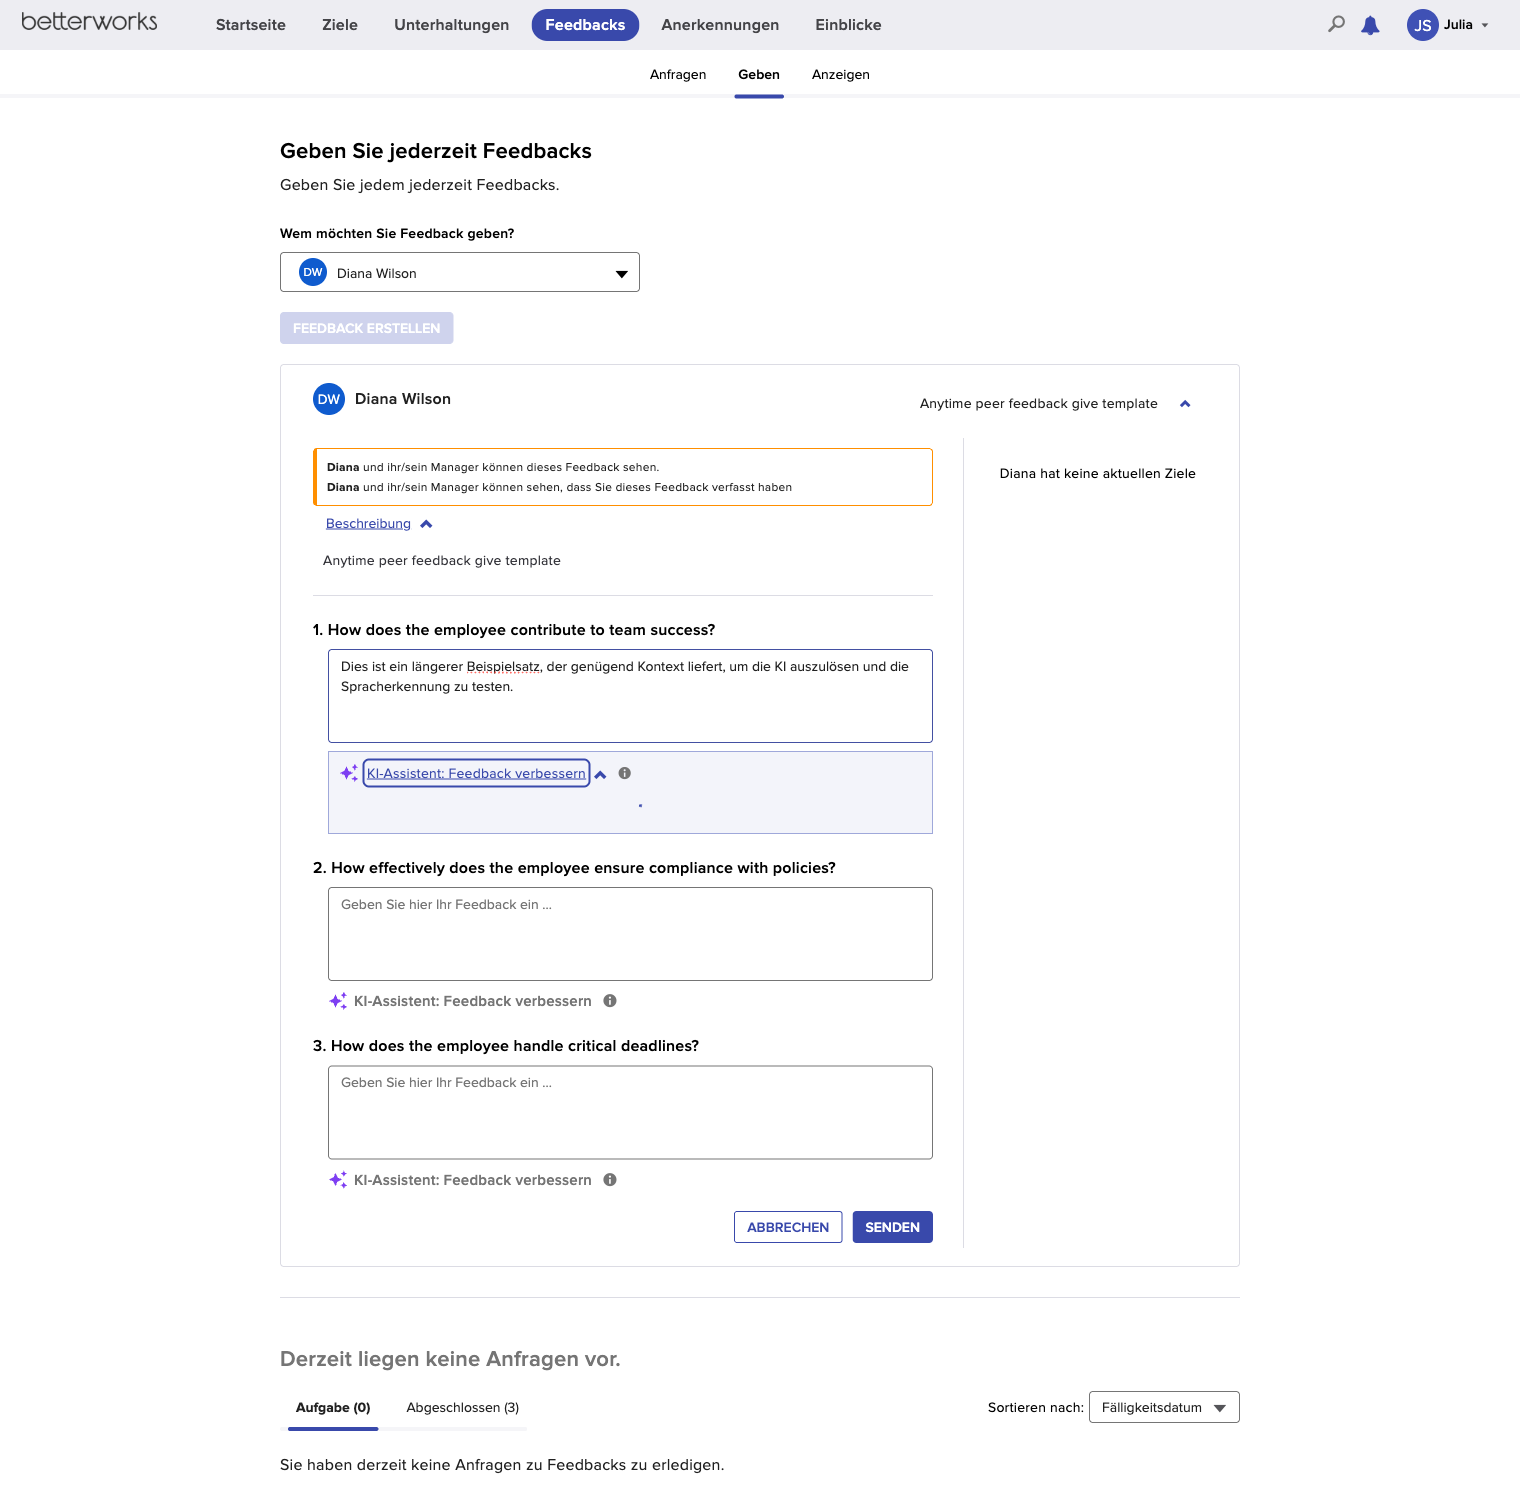 betterworks
Startseite
Ziele
Unterhaltungen
Feedbacks
Anerkennungen
Einblicke
JS
Julia
Anfragen
Geben
Anzeigen
Geben Sie jederzeit Feedbacks
Geben Sie jedem jederzeit Feedbacks.
Wem möchten Sie Feedback geben?
DW Diana Wilson
FEEDBACK ERSTELLEN
DW Diana Wilson
Anytime peer feedback give template
Diana und ihr/sein Manager können dieses Feedback sehen.
Diana und ihr/sein Manager können sehen, dass Sie dieses Feedback verfasst haben
Diana hat keine aktuellen Ziele
Beschreibung
Anytime peer feedback give template
1. How does the employee contribute to team success?
Dies ist ein längerer Beispielsatz, der genügend Kontext liefert, um die KI auszulösen und die
Spracherkennung zu testen.
KI-Assistent: Feedback verbessern
2. How effectively does the employee ensure compliance with policies?
Geben Sie hier Ihr Feedback ein ...
KI-Assistent: Feedback verbessern
3. How does the employee handle critical deadlines?
Geben Sie hier Ihr Feedback ein ...
KI-Assistent: Feedback verbessern
ABBRECHEN
SENDEN
Derzeit liegen keine Anfragen vor.
Aufgabe (0)
Abgeschlossen (3)
Sortieren nach: Fälligkeitsdatum
Sie haben derzeit keine Anfragen zu Feedbacks zu erledigen.